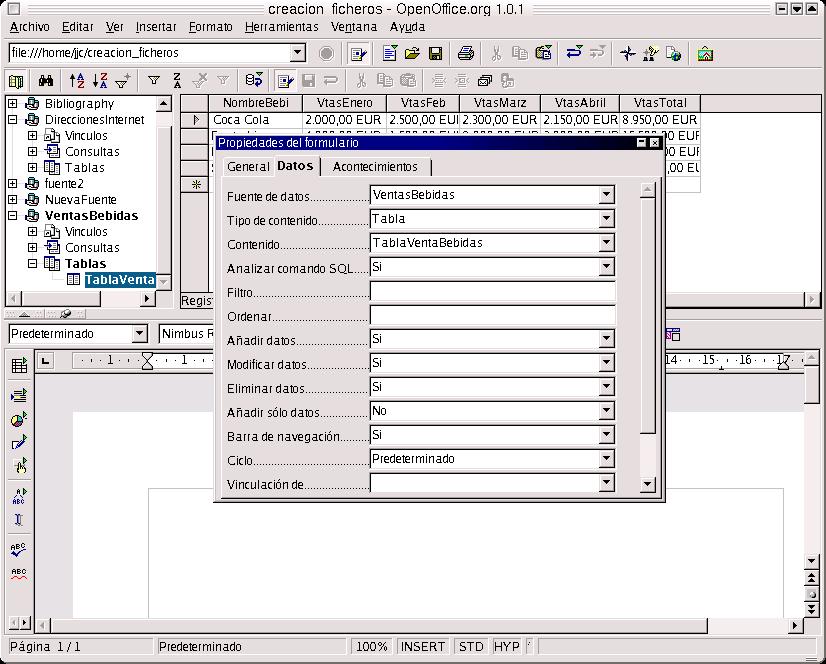 creacion_ficheros - OpenOffice.org 1.0.1
Archivo Editar Ver Insertar Formato Herramientas Ventana Ayuda
file:///home/jjc/creacion_ficheros
Bibliography
DireccionesInternet
Vinculos
Consultas
Tablas
fuente2
NuevaFuente
VentasBebidas
Vinculos
Consultas
Tablas
TablaVenta
NombreBebi VtasEnero VtasFeb VtasMarz VtasAbril VtasTotal
Coca Cola 2.000,00 EUR 2.500,00 EUI 2.300,00 EUR 2.150,00 EUR 8.950,00 EUR
Regist
Propiedades del formulario
General Datos Acontecimientos
Fuente de datos VentasBebidas
Tipo de contenido Tabla
Contenido TablaVentaBebidas
Analizar comando SQL Si
Filtro
Ordenar
Añadir datos Si
Modificar datos Si
Eliminar datos Si
Añadir sólo datos No
Barra de navegación Si
Ciclo Predeterminado
Vinculación de
Predeterminado Nimbus R
1 1 14 15 16 17
ABC
ABC
ABC
Página 1 / 1 Predeterminado 100% INSERT STD HYP *